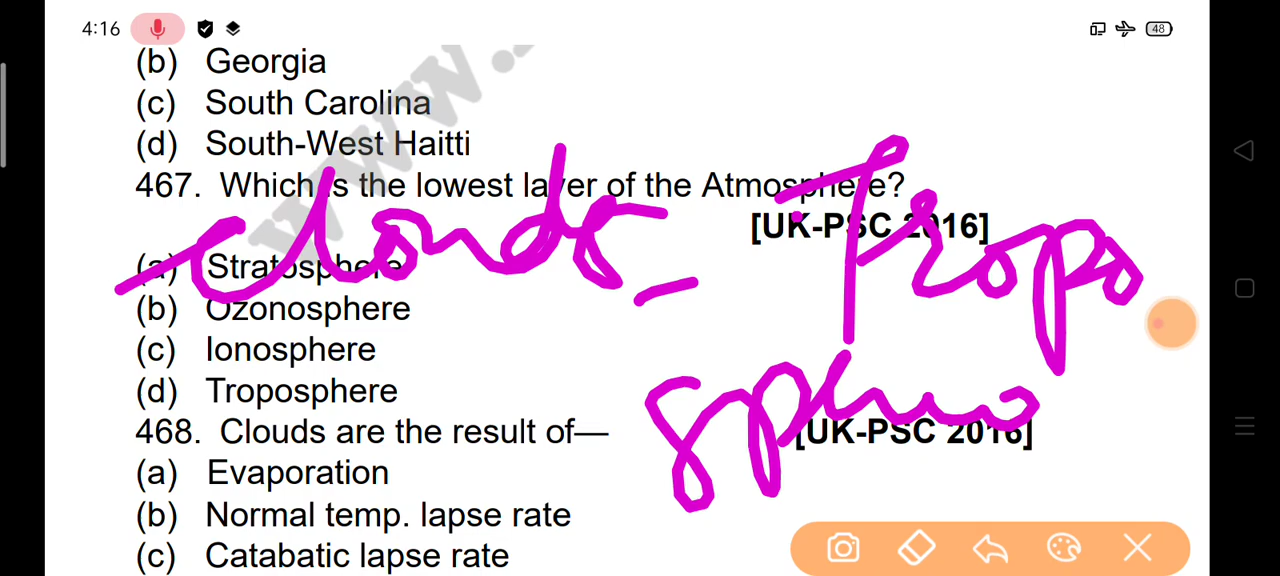 4:16
48
(b) Georgia
(c) South Carolina
(d) South-West Haitti
467. Which is the lowest layer of the Atmosphere?
[UK-PSC 2016]
(a) Stratosphere
(b) Ozonosphere
(c) Ionosphere
(d) Troposphere
468. Clouds are the result of—
[UK-PSC 2016]
(a) Evaporation
(b) Normal temp. lapse rate
(c) Catabatic lapse rate
www.
clouds - Tropo
sphere